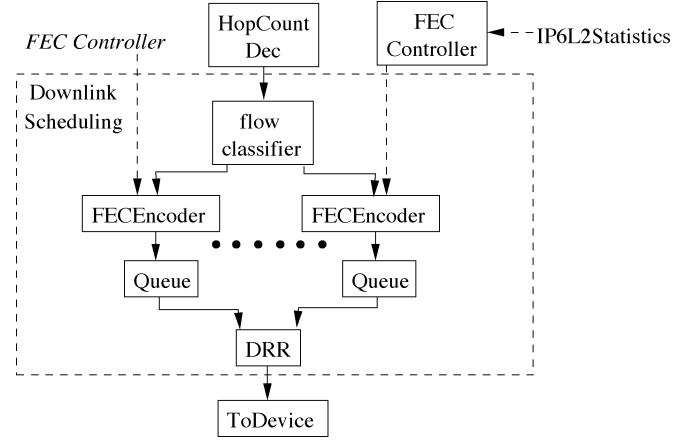 HopCount
Dec
FEC
Controller
FEC Controller
IP6L2Statistics
Downlink
Scheduling
flow
classifier
FECEncoder
FECEncoder
Queue
Queue
DRR
ToDevice